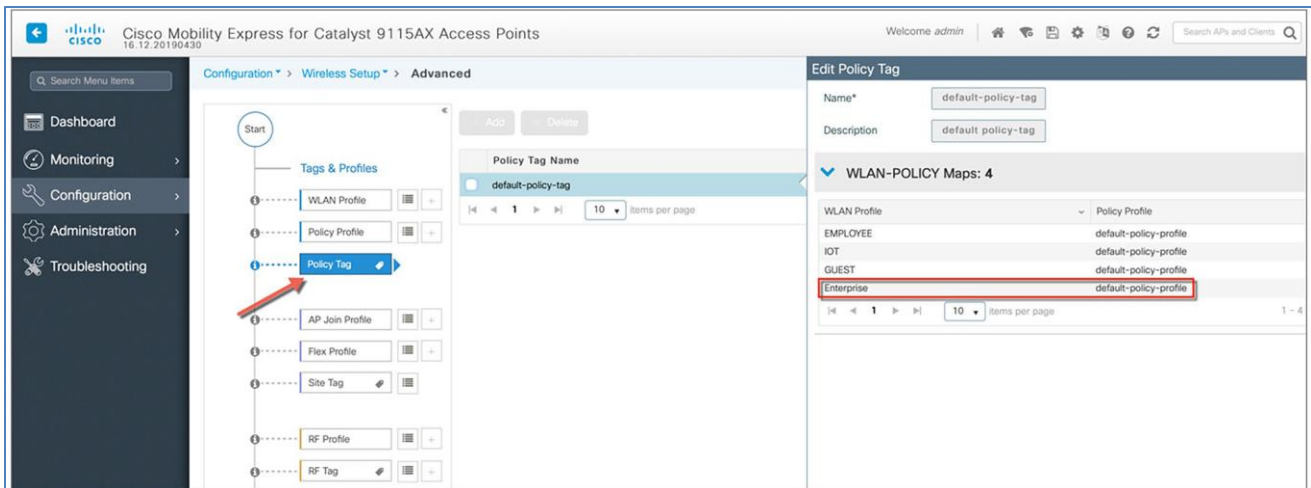 CISCO
Cisco Mobility Express for Catalyst 9115AX Access Points
16.12.20190430
Welcome admin
Search APs and Clients
Search Menu Items
Dashboard
Monitoring
Configuration
Administration
Troubleshooting
Configuration > Wireless Setup > Advanced
Start
Tags & Profiles
WLAN Profile
Policy Profile
Policy Tag
AP Join Profile
Flex Profile
Site Tag
RF Profile
RF Tag
Add
Delete
Policy Tag Name
default-policy-tag
1
10
items per page
Edit Policy Tag
Name*
default-policy-tag
Description
default policy-tag
WLAN-POLICY Maps: 4
WLAN Profile Policy Profile
EMPLOYEE default-policy-profile
IOT default-policy-profile
GUEST default-policy-profile
Enterprise default-policy-profile
1
10
items per page
1 - 4